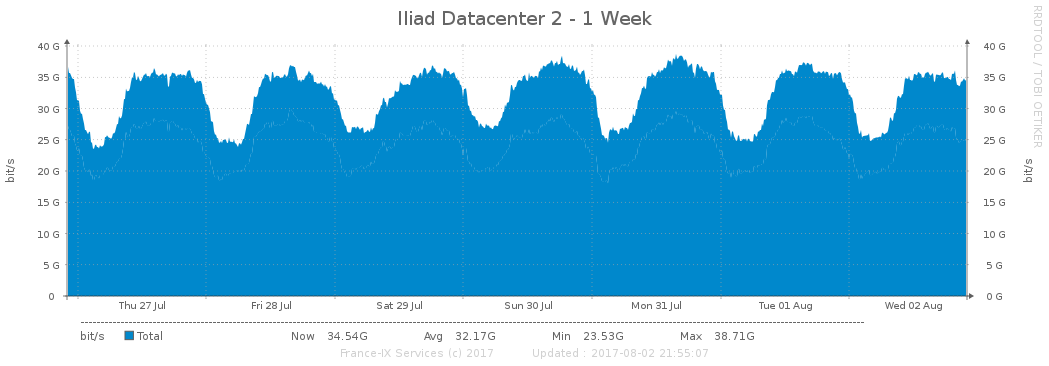 Iliad Datacenter 2 - 1 Week
RRDTOOL / TOBI OETIKER
40 G 40 G
35 G 35 G
30 G 30 G
25 G 25 G
20 G 20 G
15 G 15 G
10 G 10 G
5 G 5 G
0 0 G
bit/s bit/s
Thu 27 Jul Fri 28 Jul Sat 29 Jul Sun 30 Jul Mon 31 Jul Tue 01 Aug Wed 02 Aug
bit/s Total Now 34.54G Avg 32.17G Min 23.53G Max 38.71G
France-IX Services (c) 2017 Updated : 2017-08-02 21:55:07